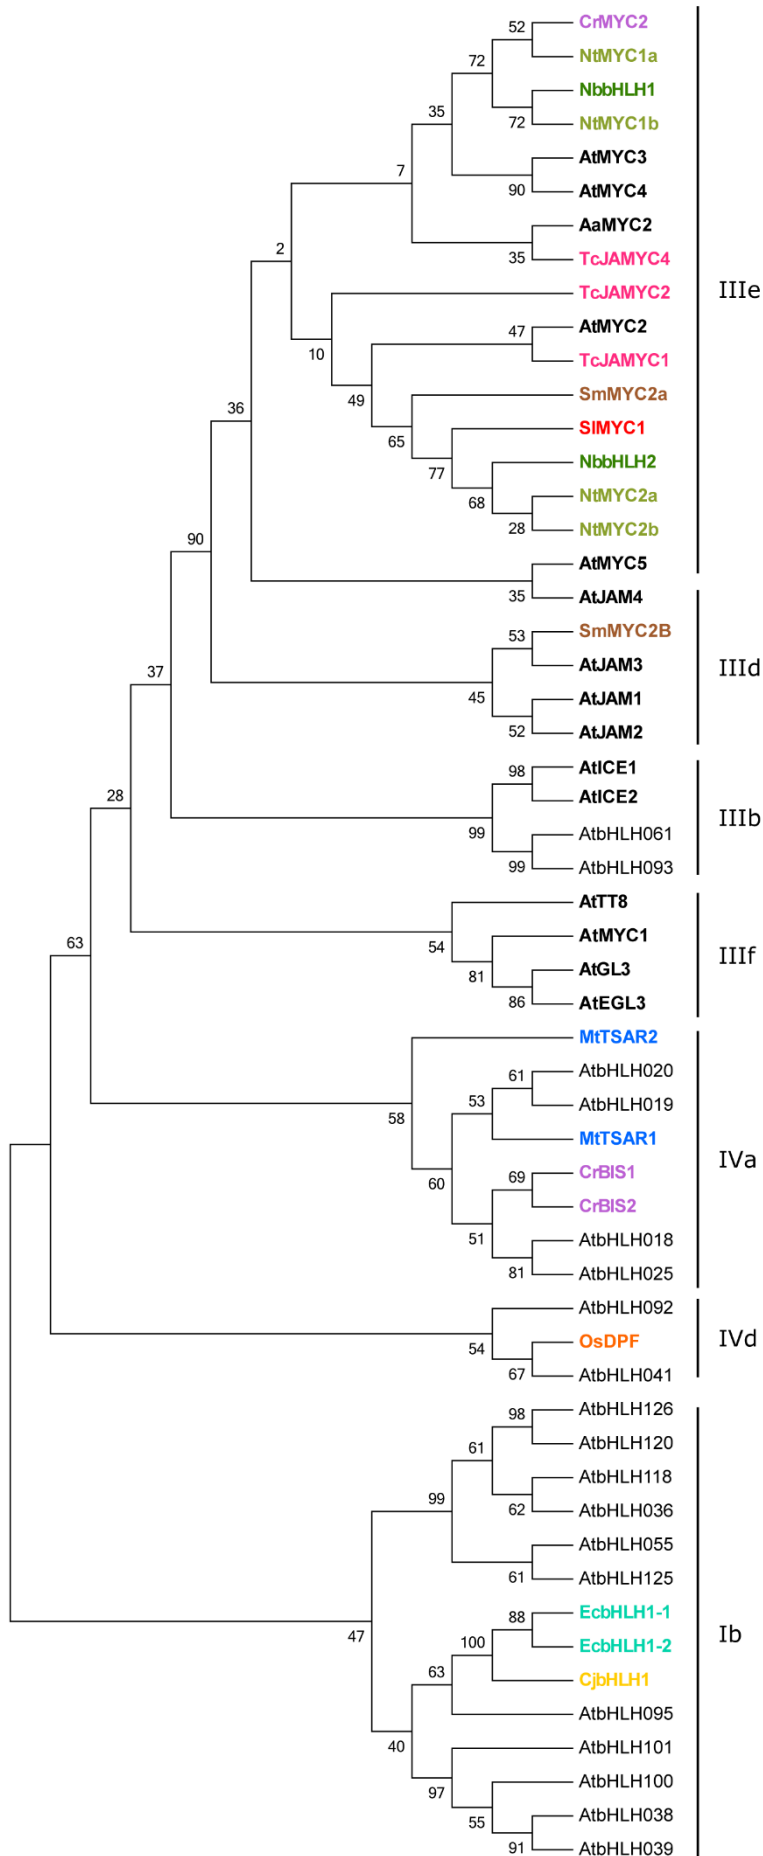 CrMYC2
52
NtMYC1a
72
NbbHLH1
35
72
NtMYC1b
AtMYC3
7
90
AtMYC4
AaMYC2
2
35
TcJAMYC4
IIIe
TcJAMYC2
AtMYC2
47
10
TcJAMYC1
49
SmMYC2a
36
65
SlMYC1
77
NbbHLH2
68
NtMYC2a
28
NtMYC2b
90
AtMYC5
35
AtJAM4
SmMYC2B
53
37
AtJAM3
IIId
45
AtJAM1
52
AtJAM2
AtICE1
98
28
AtICE2
IIIb
99
AtbHLH061
99
AtbHLH093
AtTT8
63
54
AtMYC1
IIIf
81
AtGL3
86
AtEGL3
MtTSAR2
61
AtbHLH020
58
53
AtbHLH019
MtTSAR1
IVa
60
69
CrBIS1
CrBIS2
51
AtbHLH018
81
AtbHLH025
AtbHLH092
54
OsDPF
IVd
67
AtbHLH041
98
AtbHLH126
61
AtbHLH120
AtbHLH118
99
62
AtbHLH036
AtbHLH055
61
AtbHLH125
88
EcbHLH1-1
47
100
EcbHLH1-2
Ib
63
CjbHLH1
AtbHLH095
40
AtbHLH101
97
AtbHLH100
55
AtbHLH038
91
AtbHLH039